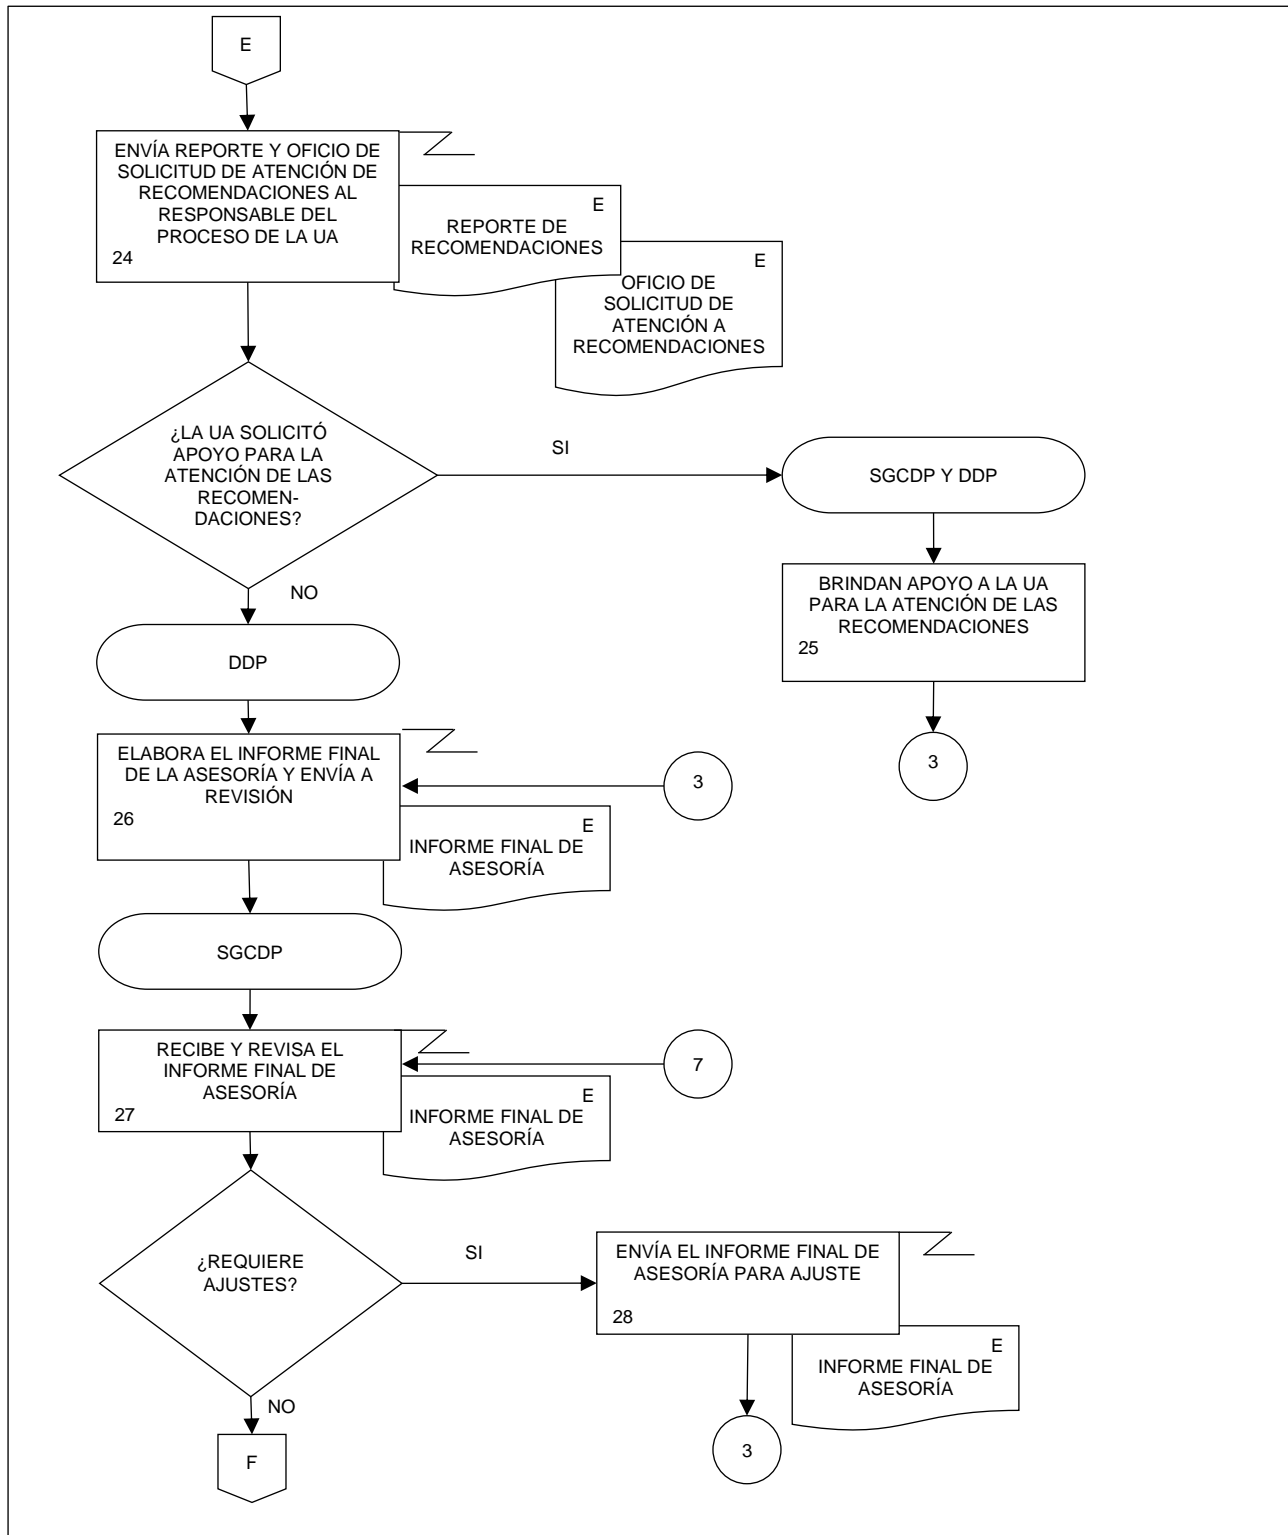 E
ENVÍA REPORTE Y OFICIO DE
SOLICITUD DE ATENCIÓN DE
RECOMENDACIONES AL
RESPONSABLE DEL
PROCESO DE LA UA
24
E
REPORTE DE
RECOMENDACIONES
E
OFICIO DE
SOLICITUD DE
ATENCIÓN A
RECOMENDACIONES
¿LA UA SOLICITÓ
APOYO PARA LA
ATENCIÓN DE LAS
RECOMEN-
DACIONES?
SI
SGCDP Y DDP
BRINDAN APOYO A LA UA
PARA LA ATENCIÓN DE LAS
RECOMENDACIONES
25
3
NO
DDP
ELABORA EL INFORME FINAL
DE LA ASESORÍA Y ENVÍA A
REVISIÓN
26
3
E
INFORME FINAL DE
ASESORÍA
SGCDP
RECIBE Y REVISA EL
INFORME FINAL DE
ASESORÍA
27
7
E
INFORME FINAL DE
ASESORÍA
¿REQUIERE
AJUSTES?
SI
ENVÍA EL INFORME FINAL DE
ASESORÍA PARA AJUSTE
28
E
INFORME FINAL DE
ASESORÍA
3
NO
F